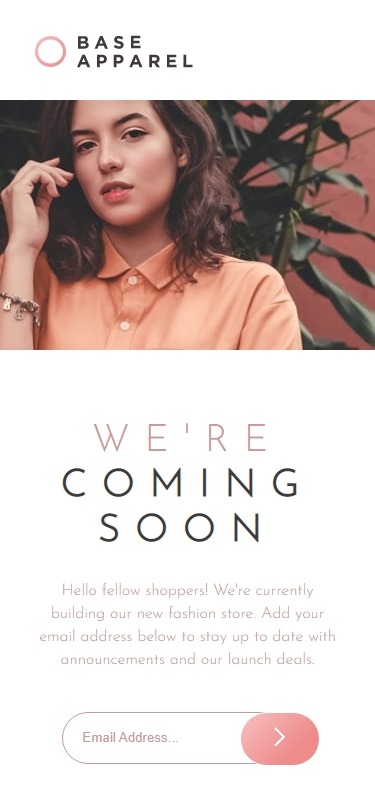 BASE
APPAREL
WE'RE
COMING
SOON
Hello fellow shoppers! We're currently
building our new fashion store. Add your
email address below to stay up to date with
announcements and our launch deals.
Email Address...